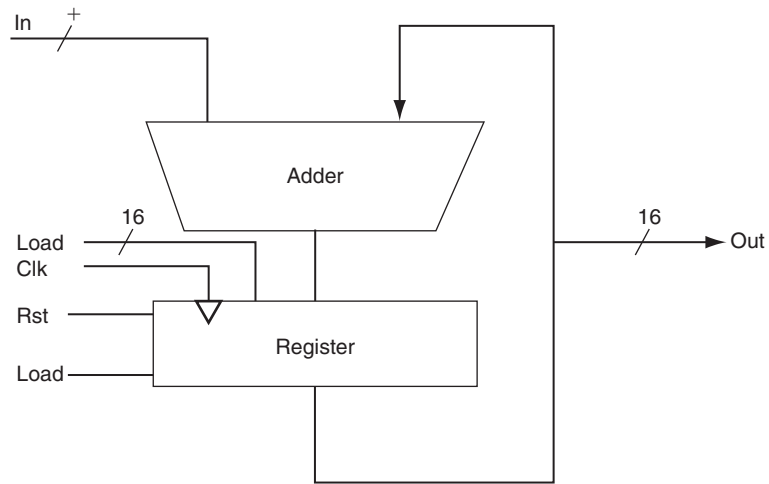 In
+
Adder
16
Load
Clk
16
Out
Rst
Register
Load